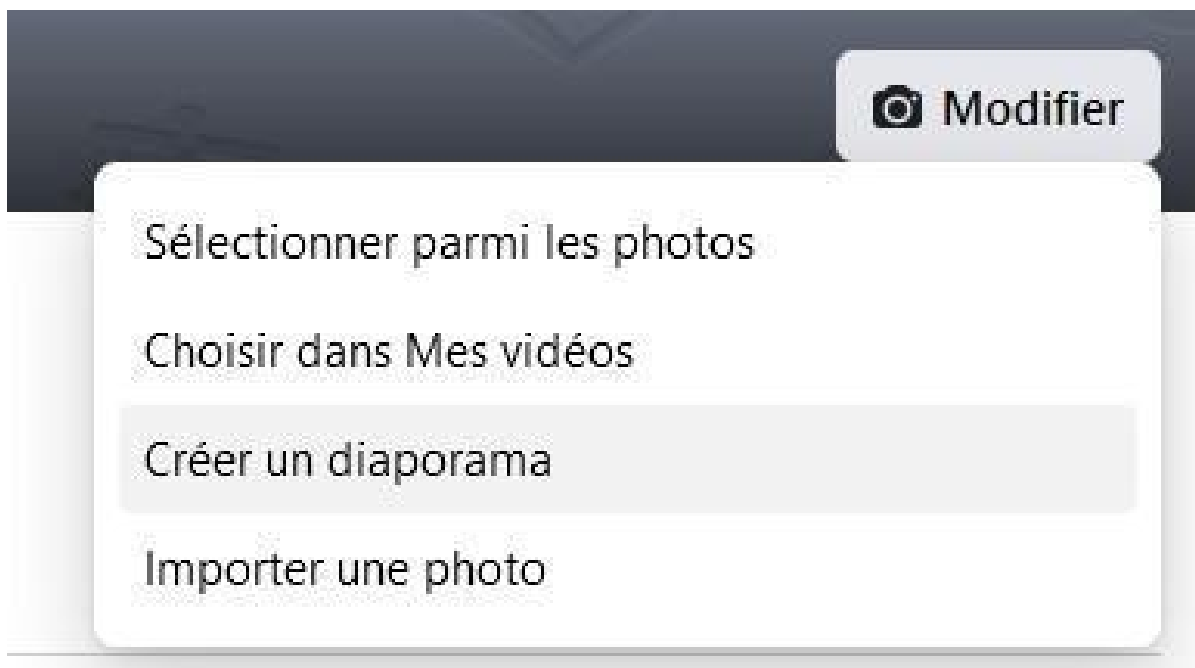 Modifier
Sélectionner parmi les photos
Choisir dans Mes vidéos
Créer un diaporama
Importer une photo